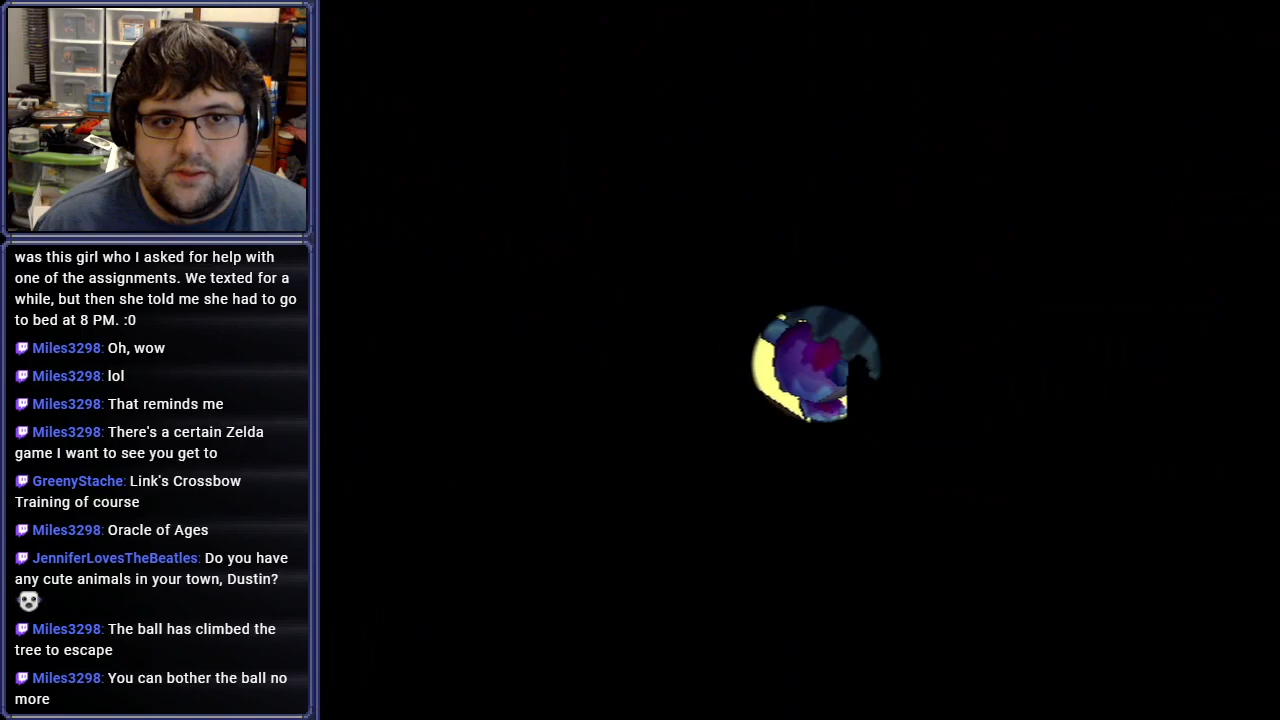 was this girl who I asked for help with
one of the assignments. We texted for a
while, but then she told me she had to go
to bed at 8 PM. :0
Miles3298: Oh, wow
Miles3298: lol
Miles3298: That reminds me
Miles3298: There's a certain Zelda
game I want to see you get to
GreenyStache: Link's Crossbow
Training of course
Miles3298: Oracle of Ages
JenniferLovesTheBeatles: Do you have
any cute animals in your town, Dustin?
Miles3298: The ball has climbed the
tree to escape
Miles3298: You can bother the ball no
more